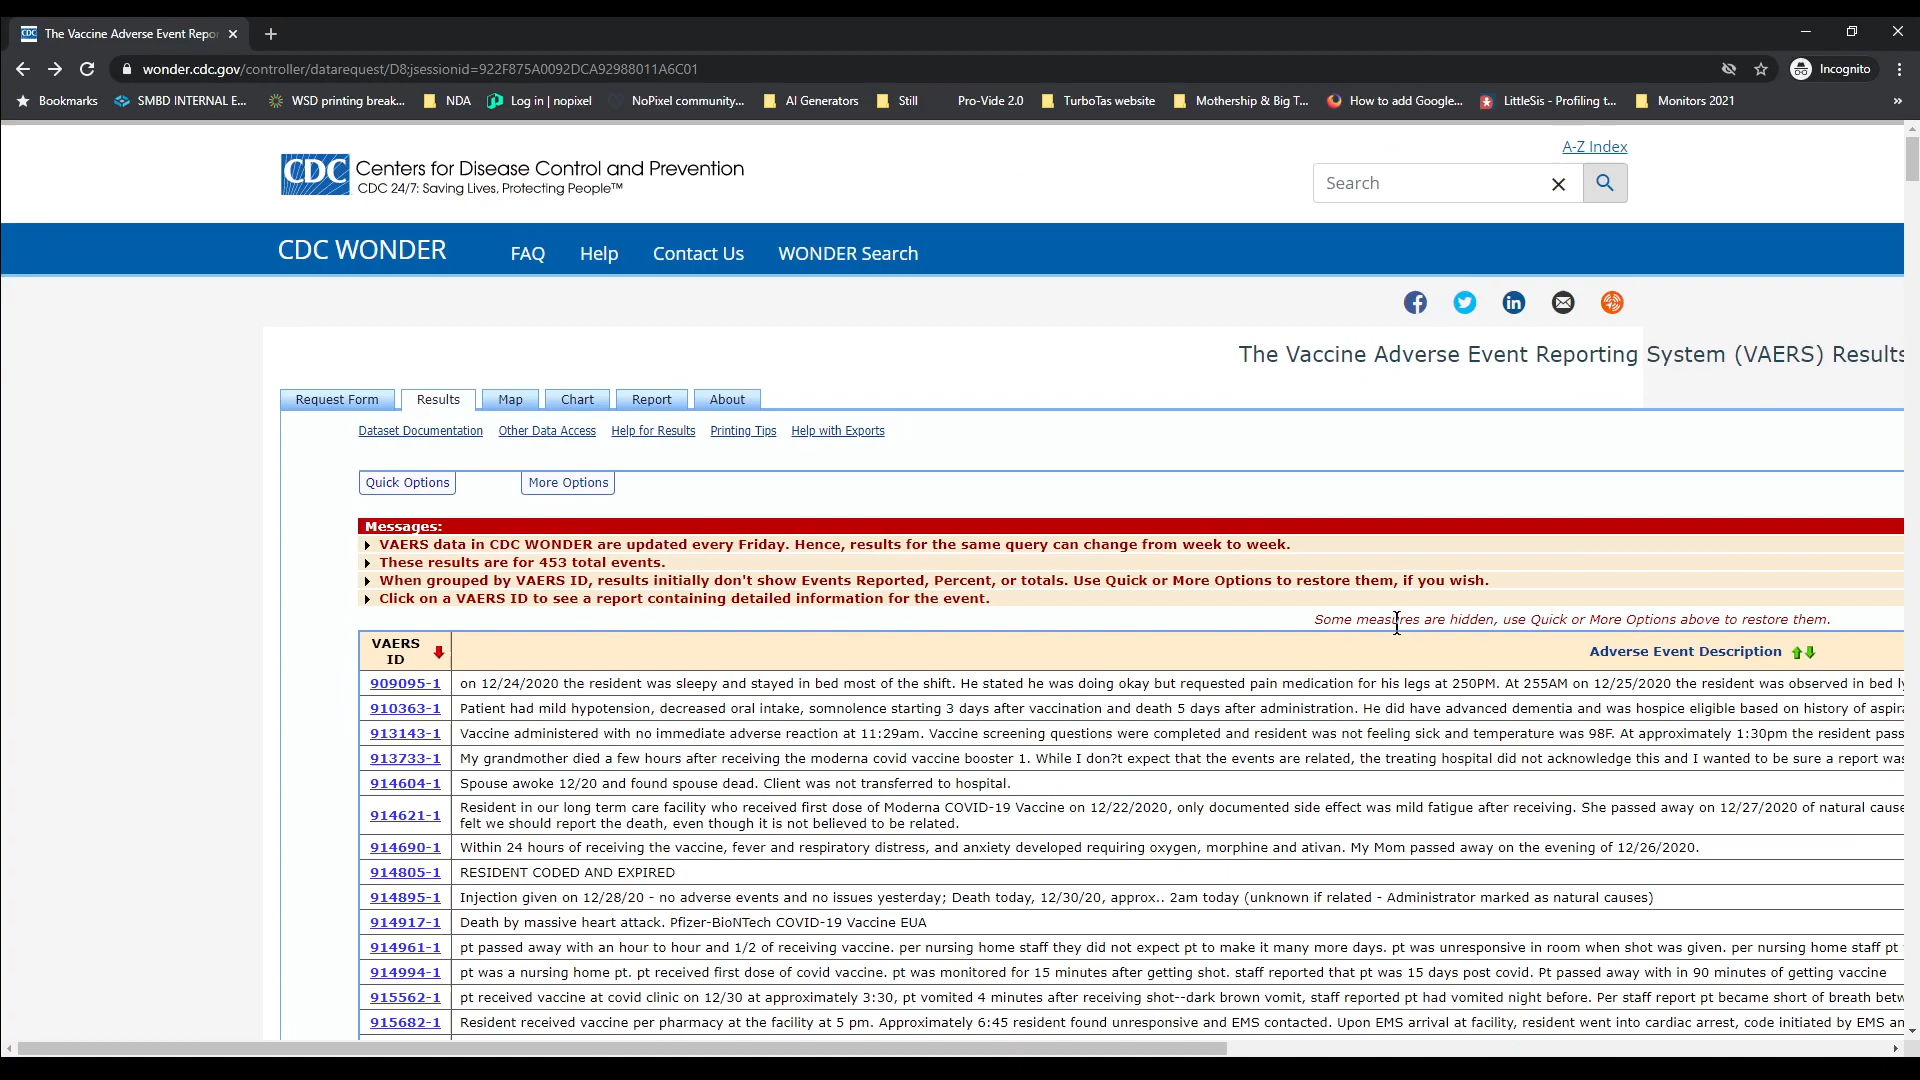 The Vaccine Adverse Event Repo
wonder.cdc.gov/controller/datarequest/D8;jsessionid=922F875A0092DCA92988011A6C01
Incognito
Bookmarks
SMBD INTERNAL E...
WSD printing break...
NDA
Log in | nopixel
NoPixel community...
AI Generators
Still
Pro-Vide 2.0
TurboTas website
Mothership & Big T...
How to add Google...
LittleSis - Profiling t...
Monitors 2021
»
A-Z Index
CDC
Centers for Disease Control and Prevention
CDC 24/7: Saving Lives, Protecting People™
Search
CDC WONDER
FAQ
Help
Contact Us
WONDER Search
The Vaccine Adverse Event Reporting System (VAERS) Results
Request Form
Results
Map
Chart
Report
About
Dataset Documentation
Other Data Access
Help for Results
Printing Tips
Help with Exports
Quick Options
More Options
Messages:
VAERS data in CDC WONDER are updated every Friday. Hence, results for the same query can change from week to week.
These results are for 453 total events.
When grouped by VAERS ID, results initially don't show Events Reported, Percent, or totals. Use Quick or More Options to restore them, if you wish.
Click on a VAERS ID to see a report containing detailed information for the event.
Some measures are hidden, use Quick or More Options above to restore them.
VAERS
ID
Adverse Event Description
909095-1 on 12/24/2020 the resident was sleepy and stayed in bed most of the shift. He stated he was doing okay but requested pain medication for his legs at 250PM. At 255AM on 12/25/2020 the resident was observed in bed
910363-1 Patient had mild hypotension, decreased oral intake, somnolence starting 3 days after vaccination and death 5 days after administration. He did have advanced dementia and was hospice eligible based on history of aspir
913143-1 Vaccine administered with no immediate adverse reaction at 11:29am. Vaccine screening questions were completed and resident was not feeling sick and temperature was 98F. At approximately 1:30pm the resident pass
913733-1 My grandmother died a few hours after receiving the moderna covid vaccine booster 1. While I don?t expect that the events are related, the treating hospital did not acknowledge this and I wanted to be sure a report was
914604-1 Spouse awoke 12/20 and found spouse dead. Client was not transferred to hospital.
914621-1 Resident in our long term care facility who received first dose of Moderna COVID-19 Vaccine on 12/22/2020, only documented side effect was mild fatigue after receiving. She passed away on 12/27/2020 of natural cause
felt we should report the death, even though it is not believed to be related.
914690-1 Within 24 hours of receiving the vaccine, fever and respiratory distress, and anxiety developed requiring oxygen, morphine and ativan. My Mom passed away on the evening of 12/26/2020.
914805-1 RESIDENT CODED AND EXPIRED
914895-1 Injection given on 12/28/20 - no adverse events and no issues yesterday; Death today, 12/30/20, approx.. 2am today (unknown if related - Administrator marked as natural causes)
914917-1 Death by massive heart attack. Pfizer-BioNTech COVID-19 Vaccine EUA
914961-1 pt passed away with an hour to hour and 1/2 of receiving vaccine. per nursing home staff they did not expect pt to make it many more days. pt was unresponsive in room when shot was given. per nursing home staff pt
914994-1 pt was a nursing home pt. pt received first dose of covid vaccine. pt was monitored for 15 minutes after getting shot. staff reported that pt was 15 days post covid. Pt passed away with in 90 minutes of getting vaccine
915562-1 pt received vaccine at covid clinic on 12/30 at approximately 3:30, pt vomited 4 minutes after receiving shot--dark brown vomit, staff reported pt had vomited night before. Per staff report pt became short of breath betw
915682-1 Resident received vaccine per pharmacy at the facility at 5 pm. Approximately 6:45 resident found unresponsive and EMS contacted. Upon EMS arrival at facility, resident went into cardiac arrest, code initiated by EMS an